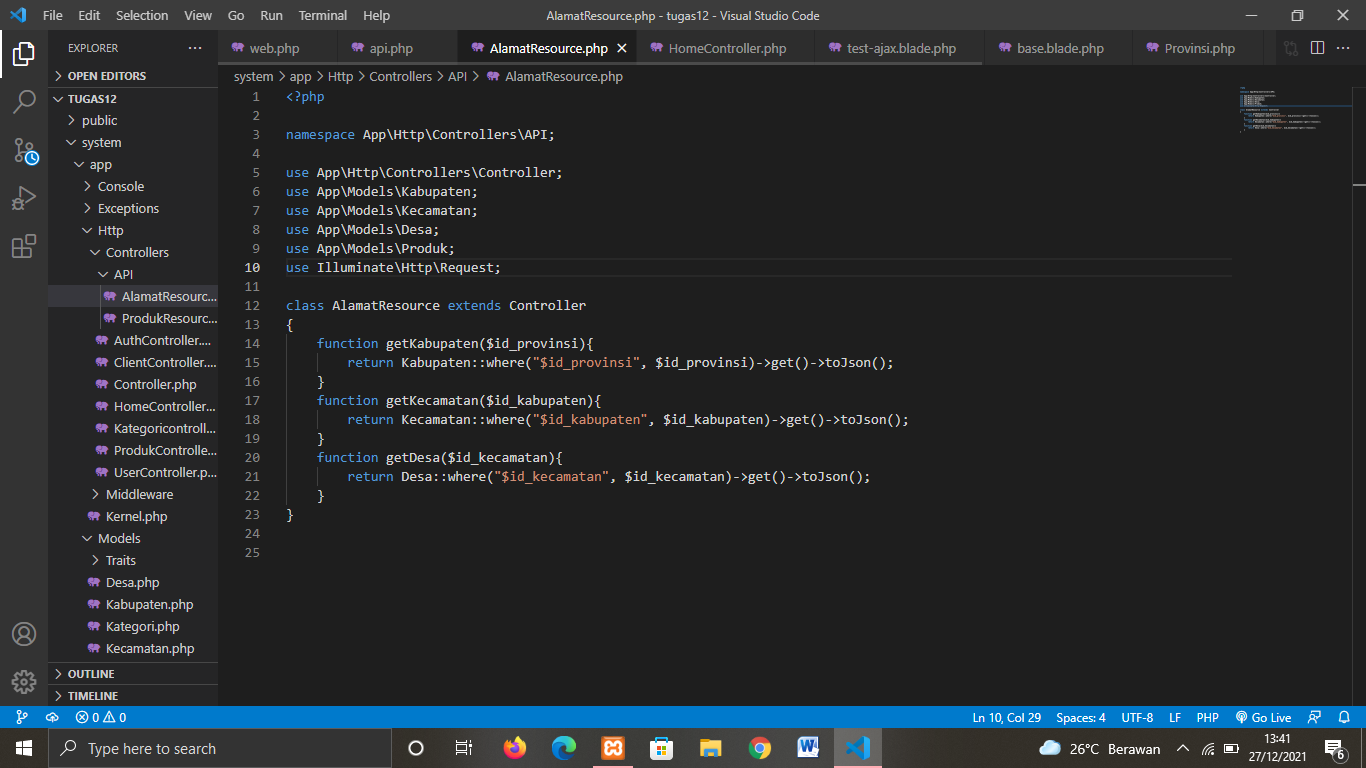 File Edit Selection View Go Run Terminal Help AlamatResource.php - tugas12 - Visual Studio Code
EXPLORER ···
web.php api.php AlamatResource.php HomeController.php test-ajax.blade.php base.blade.php Provinsi.php ···
OPEN EDITORS
TUGAS12
public
system
app
Console
Exceptions
Http
Controllers
API
AlamatResourc...
ProdukResourc...
AuthController....
ClientController....
Controller.php
HomeController...
Kategoricontroll...
ProdukControlle...
UserController.p...
Middleware
Kernel.php
Models
Traits
Desa.php
Kabupaten.php
Kategori.php
Kecamatan.php
OUTLINE
TIMELINE
system > app > Http > Controllers > API > AlamatResource.php
1 <?php
2
3 namespace App\Http\Controllers\API;
4
5 use App\Http\Controllers\Controller;
6 use App\Models\Kabupaten;
7 use App\Models\Kecamatan;
8 use App\Models\Desa;
9 use App\Models\Produk;
10 use Illuminate\Http\Request;
11
12 class AlamatResource extends Controller
13 {
14 function getKabupaten($id_provinsi){
15 return Kabupaten::where("$id_provinsi", $id_provinsi)->get()->toJson();
16 }
17 function getKecamatan($id_kabupaten){
18 return Kecamatan::where("$id_kabupaten", $id_kabupaten)->get()->toJson();
19 }
20 function getDesa($id_kecamatan){
21 return Desa::where("$id_kecamatan", $id_kecamatan)->get()->toJson();
22 }
23 }
24
25
0 0 Ln 10, Col 29 Spaces: 4 UTF-8 LF PHP Go Live
Type here to search 26°C Berawan 13:41
27/12/2021 6